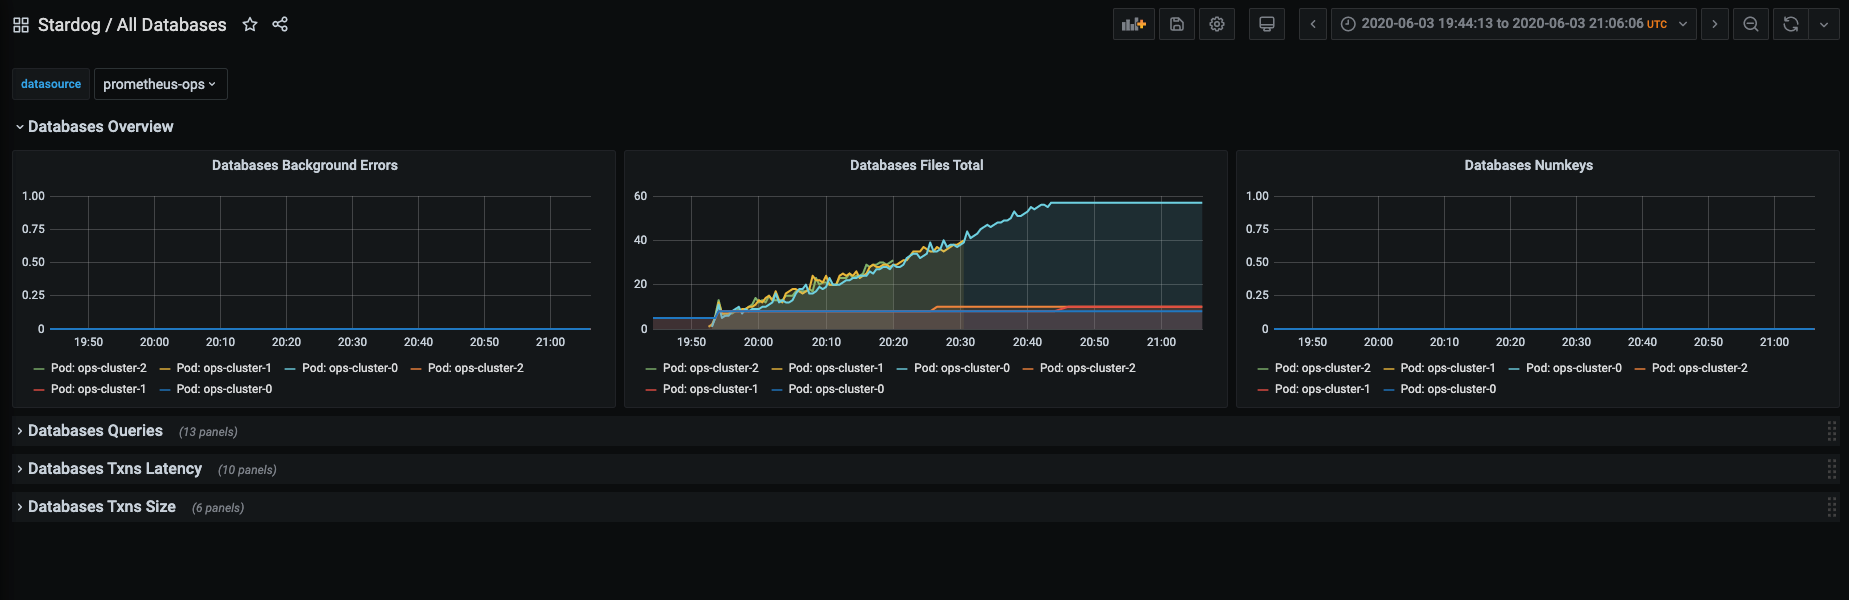 Stardog / All Databases
2020-06-03 19:44:13 to 2020-06-03 21:06:06 UTC
datasource prometheus-ops
Databases Overview
Databases Background Errors
1.00
0.75
0.50
0.25
0
19:50 20:00 20:10 20:20 20:30 20:40 20:50 21:00
Pod: ops-cluster-2 Pod: ops-cluster-1 Pod: ops-cluster-0 Pod: ops-cluster-2
Pod: ops-cluster-1 Pod: ops-cluster-0
Databases Files Total
60
40
20
0
19:50 20:00 20:10 20:20 20:30 20:40 20:50 21:00
Pod: ops-cluster-2 Pod: ops-cluster-1 Pod: ops-cluster-0 Pod: ops-cluster-2
Pod: ops-cluster-1 Pod: ops-cluster-0
Databases Numkeys
1.00
0.75
0.50
0.25
0
19:50 20:00 20:10 20:20 20:30 20:40 20:50 21:00
Pod: ops-cluster-2 Pod: ops-cluster-1 Pod: ops-cluster-0 Pod: ops-cluster-2
Pod: ops-cluster-1 Pod: ops-cluster-0
Databases Queries (13 panels)
Databases Txns Latency (10 panels)
Databases Txns Size (6 panels)